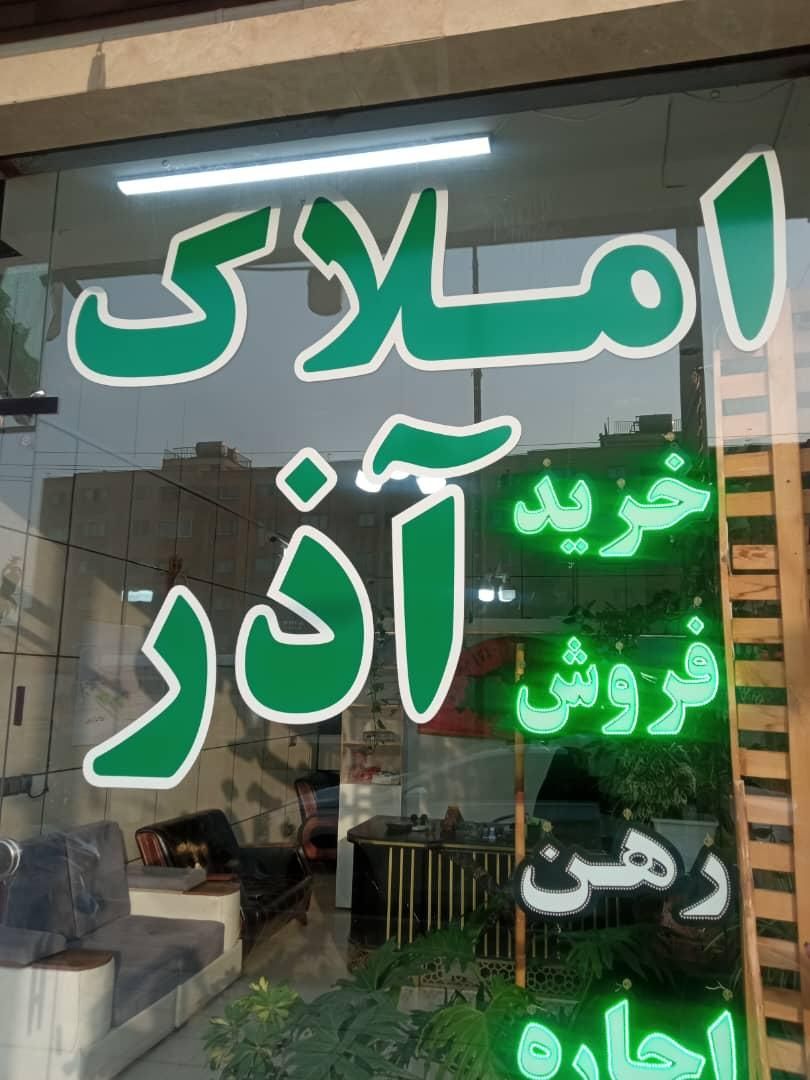 املاک
آذر
خرید
فروش
رهن
اجاره